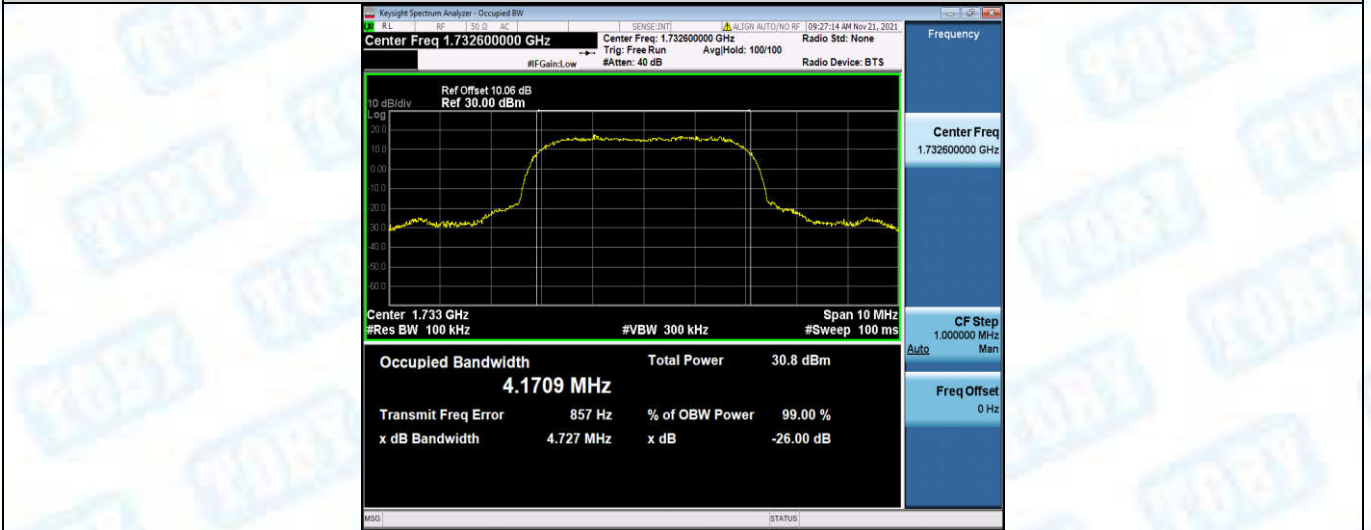 Keysight Spectrum Analyzer - Occupied BW
RL RF 50 Ω AC SENSE:INT ALIGN AUTO/NO RF 09:27:14 AM Nov 21, 2021
Center Freq 1.732600000 GHz
Center Freq: 1.732600000 GHz Radio Std: None
Trig: Free Run Avg|Hold: 100/100
#IFGain:Low #Atten: 40 dB Radio Device: BTS
Frequency
Ref Offset 10.06 dB
10 dB/div Ref 30.00 dBm
Log
20.0
10.0
0.00
-10.0
-20.0
-30.0
-40.0
-50.0
-60.0
Center 1.733 GHz Span 10 MHz
#Res BW 100 kHz #VBW 300 kHz #Sweep 100 ms
Occupied Bandwidth Total Power 30.8 dBm
4.1709 MHz
Transmit Freq Error 857 Hz % of OBW Power 99.00 %
x dB Bandwidth 4.727 MHz x dB -26.00 dB
Center Freq
1.732600000 GHz
CF Step
1.000000 MHz
Auto Man
Freq Offset
0 Hz
MSG STATUS